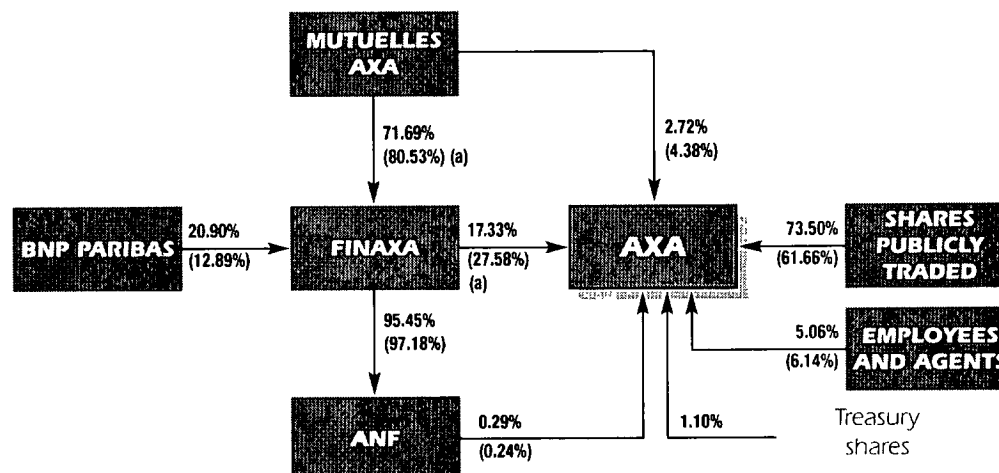 MUTUELLES
AXA
71.69%
(80.53%) (a)
2.72%
(4.38%)
BNP PARIBAS
20.90%
(12.89%)
FINAXA
17.33%
(27.58%)
(a)
AXA
73.50%
(61.66%)
SHARES
PUBLICLY
TRADED
95.45%
(97.18%)
5.06%
(6.14%)
EMPLOYEES
AND AGENTS
ANF
0.29%
(0.24%)
1.10%
Treasury
shares